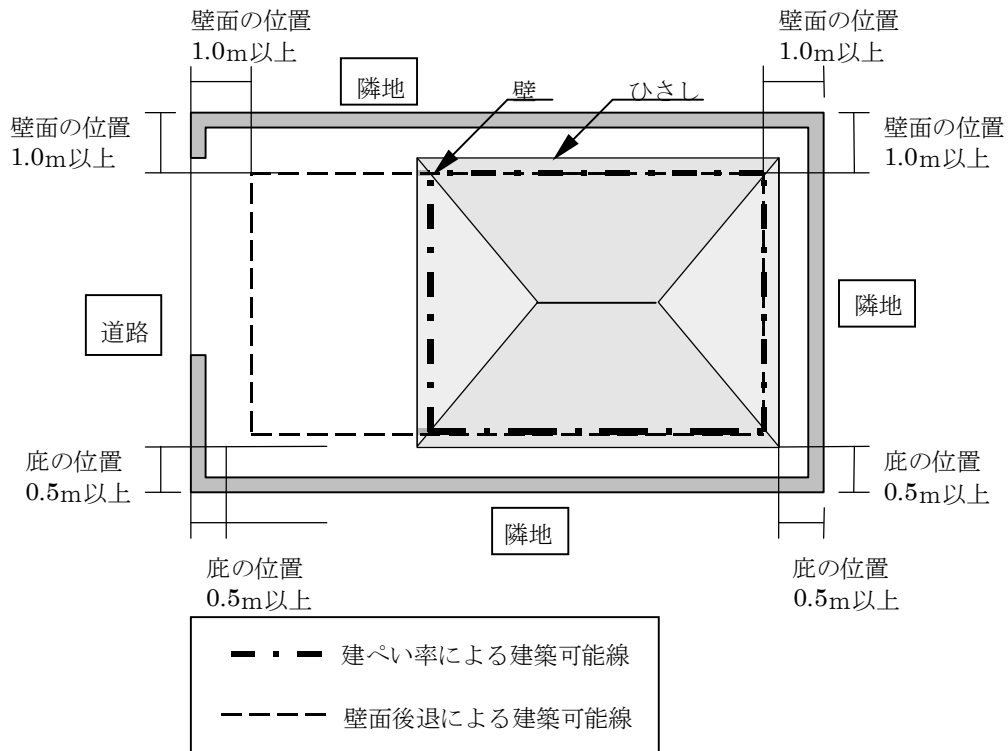 壁面の位置
1.0m以上
壁面の位置
1.0m以上
隣地
壁
ひさし
壁面の位置
1.0m以上
壁面の位置
1.0m以上
道路
隣地
庇の位置
0.5m以上
庇の位置
0.5m以上
隣地
庇の位置
0.5m以上
庇の位置
0.5m以上
建ぺい率による建築可能線
壁面後退による建築可能線